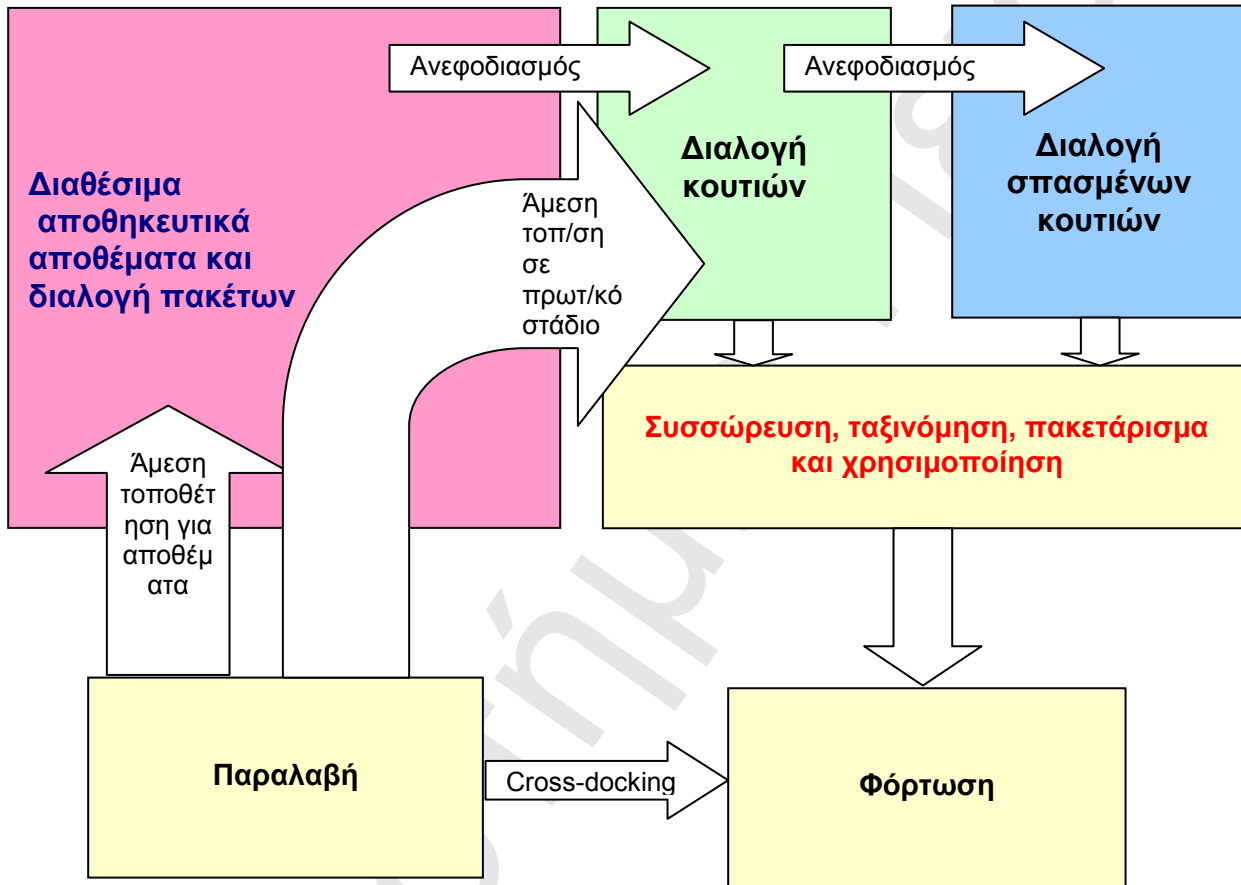 Ανεφοδιασμός
Ανεφοδιασμός
Διαθέσιμα
αποθηκευτικά
αποθέματα και
διαλογή πακέτων
Διαλογή
κουτιών
Διαλογή
σπασμένων
κουτιών
Άμεση
τοπ/ση
σε
πρωτ/κό
στάδιο
Συσσώρευση, ταξινόμηση, πακετάρισμα
και χρησιμοποίηση
Άμεση
τοποθέτ
ηση για
αποθέμ
ατα
Παραλαβή
Cross-docking
Φόρτωση